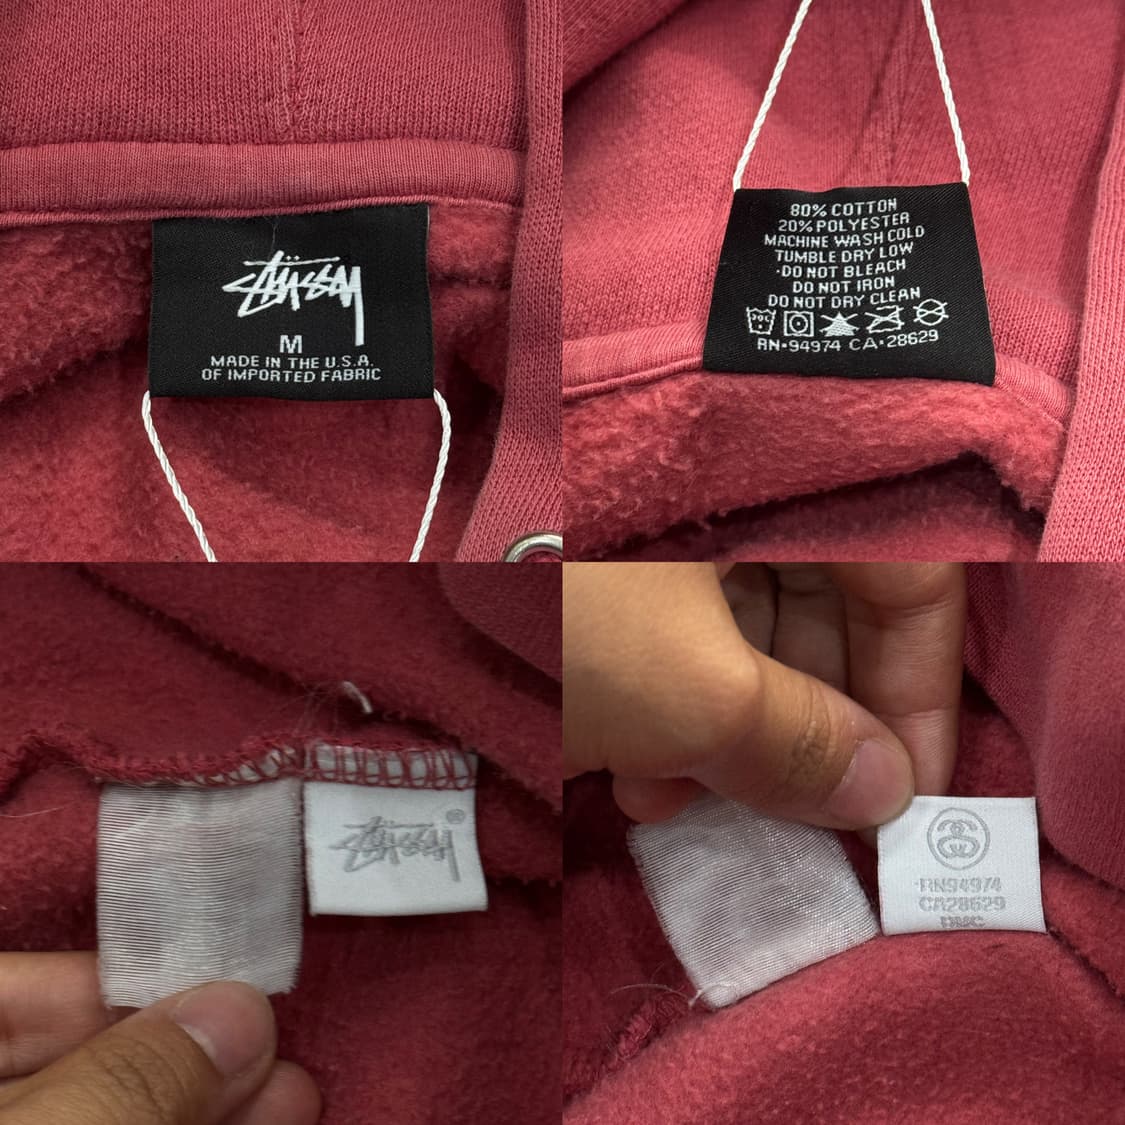 STÜSSY
M
MADE IN THE U.S.A.
OF IMPORTED FABRIC
80% COTTON
20% POLYESTER
MACHINE WASH COLD
TUMBLE DRY LOW
·DO NOT BLEACH
DO NOT IRON
DO NOT DRY CLEAN
RN·94974 CA·28629
STÜSSY®
RN94974
CA28629
DMC